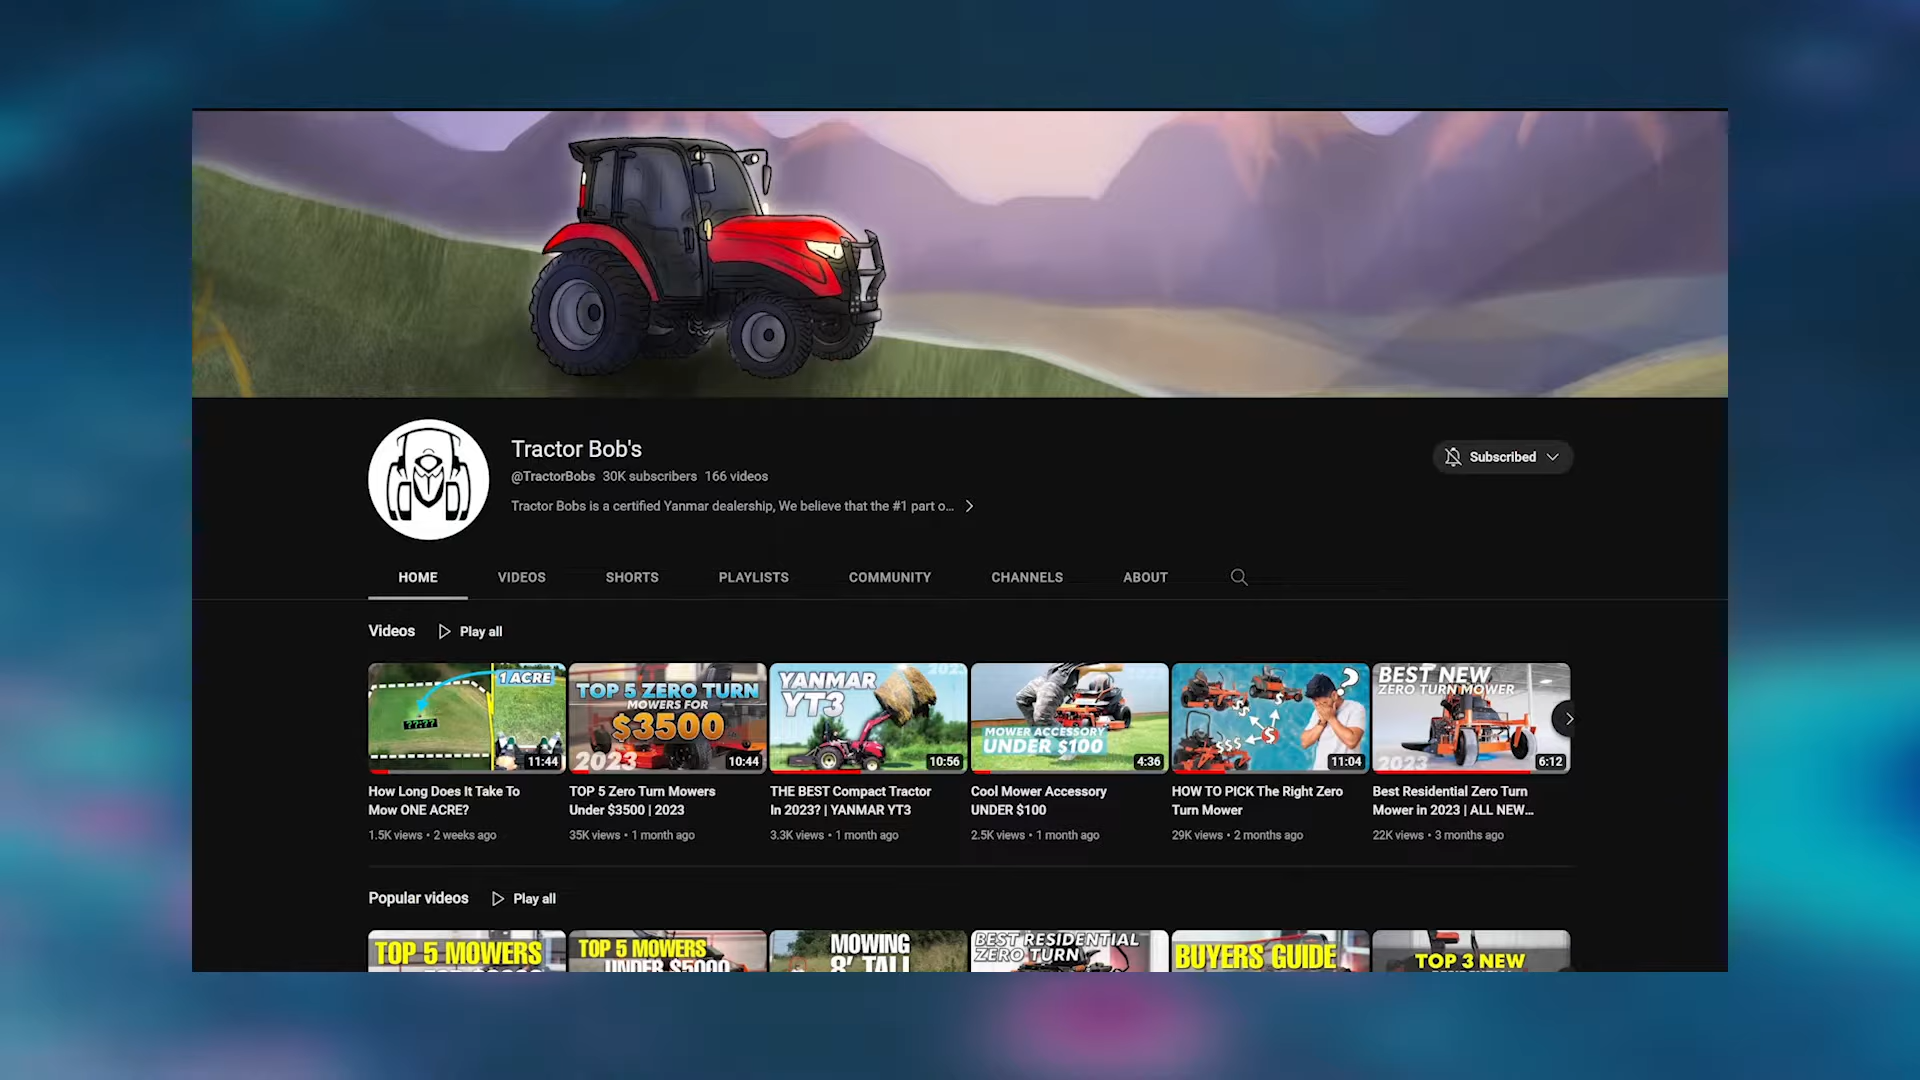 Tractor Bob's
@TractorBobs 30K subscribers 166 videos
Tractor Bobs is a certified Yanmar dealership, We believe that the #1 part o...
Subscribed
HOME VIDEOS SHORTS PLAYLISTS COMMUNITY CHANNELS ABOUT
Videos Play all
1 ACRE
??:??
11:44
TOP 5 ZERO TURN
MOWERS FOR
$3500
2023
10:44
2023
YANMAR
YT3
10:56
MOWER ACCESSORY
UNDER $100
4:36
?
$ $
$$$ $
11:04
BEST NEW
ZERO TURN MOWER
2023
6:12
How Long Does It Take To
Mow ONE ACRE?
1.5K views • 2 weeks ago
TOP 5 Zero Turn Mowers
Under $3500 | 2023
35K views • 1 month ago
THE BEST Compact Tractor
In 2023? | YANMAR YT3
3.3K views • 1 month ago
Cool Mower Accessory
UNDER $100
2.5K views • 1 month ago
HOW TO PICK The Right Zero
Turn Mower
29K views • 2 months ago
Best Residential Zero Turn
Mower in 2023 | ALL NEW...
22K views • 3 months ago
Popular videos Play all
TOP 5 MOWERS
TOP 5 MOWERS
UNDER $5000
MOWING
8' TALL
BEST RESIDENTIAL
ZERO TURN
BUYERS GUIDE
TOP 3 NEW